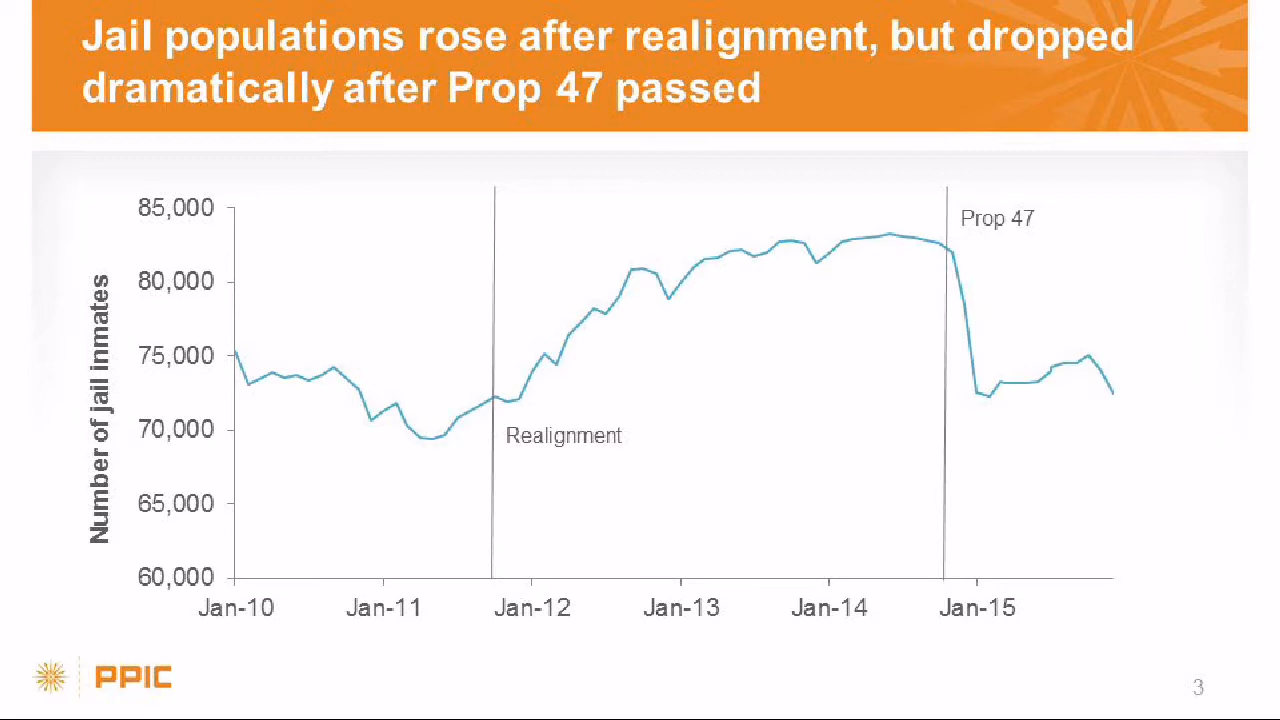 Jail populations rose after realignment, but dropped
dramatically after Prop 47 passed
Number of jail inmates
85,000
80,000
75,000
70,000
65,000
60,000
Prop 47
Realignment
Jan-10 Jan-11 Jan-12 Jan-13 Jan-14 Jan-15
PPIC
3